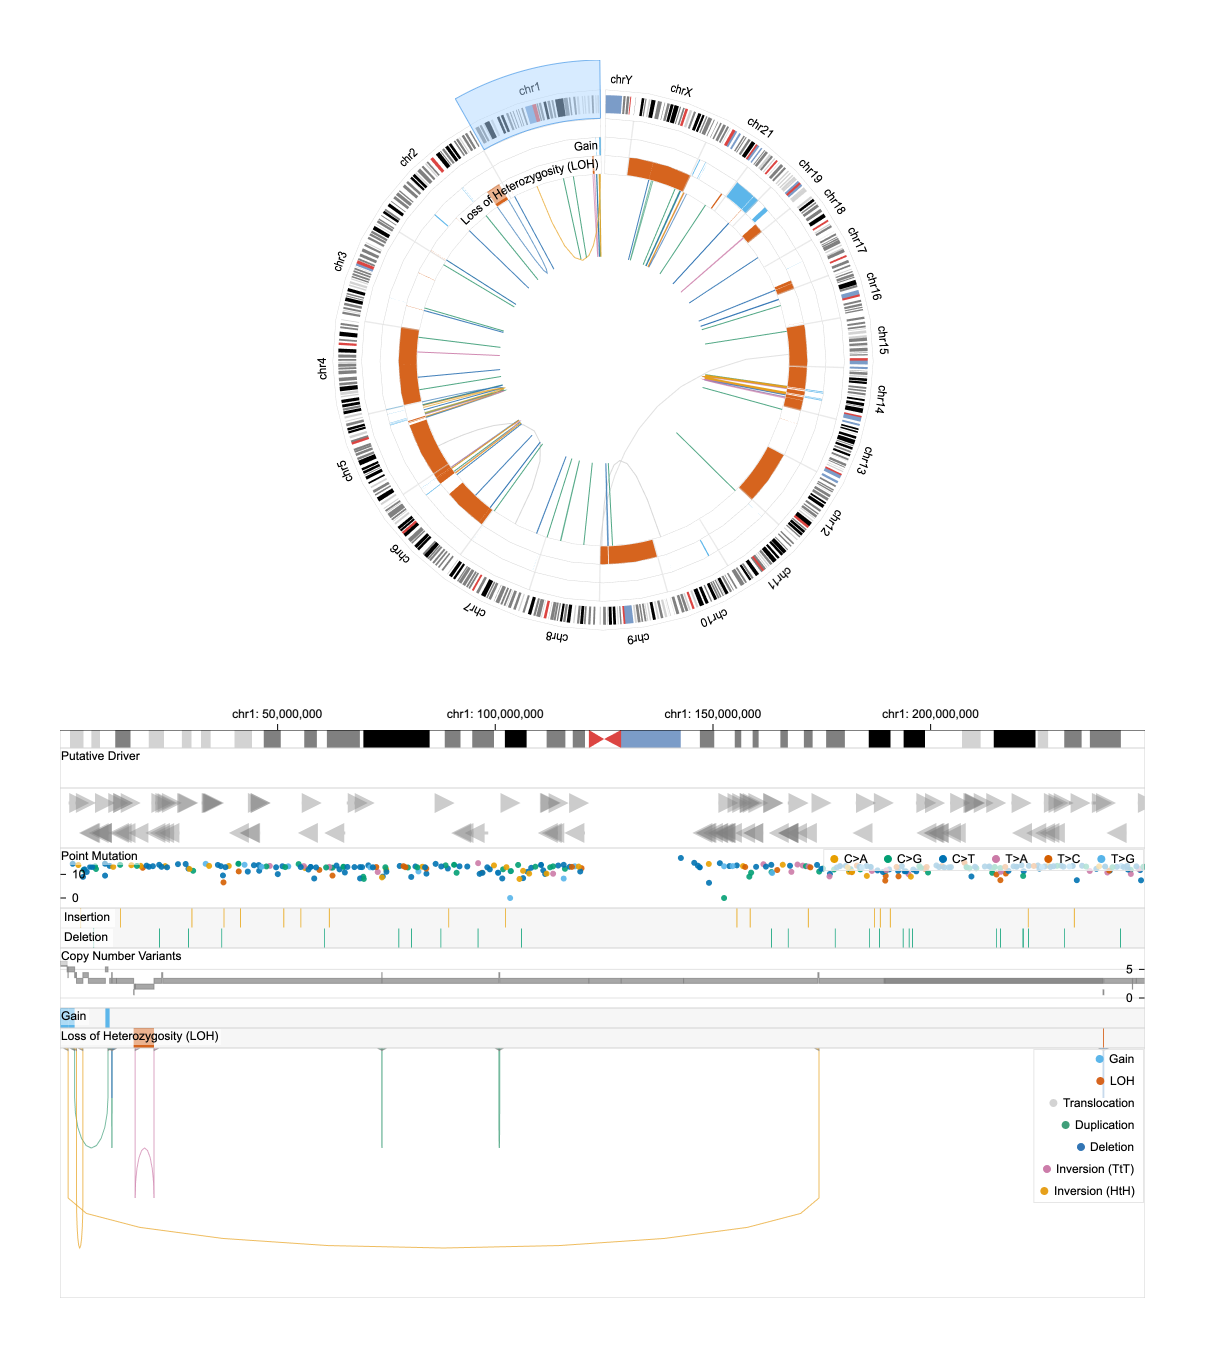 chrY
chrX
chr21
chr19
chr18
chr17
chr16
chr15
chr14
chr13
chr12
chr11
chr10
chr9
chr8
chr7
chr6
chr5
chr4
chr3
chr2
chr1
Gain
Loss of Heterozygosity (LOH)
chr1: 50,000,000 chr1: 100,000,000 chr1: 150,000,000 chr1: 200,000,000
Putative Driver
Point Mutation
C>A C>G C>T T>A T>C T>G
10
0
Insertion
Deletion
Copy Number Variants
5
0
Gain
Loss of Heterozygosity (LOH)
Gain
LOH
Translocation
Duplication
Deletion
Inversion (TtT)
Inversion (HtH)